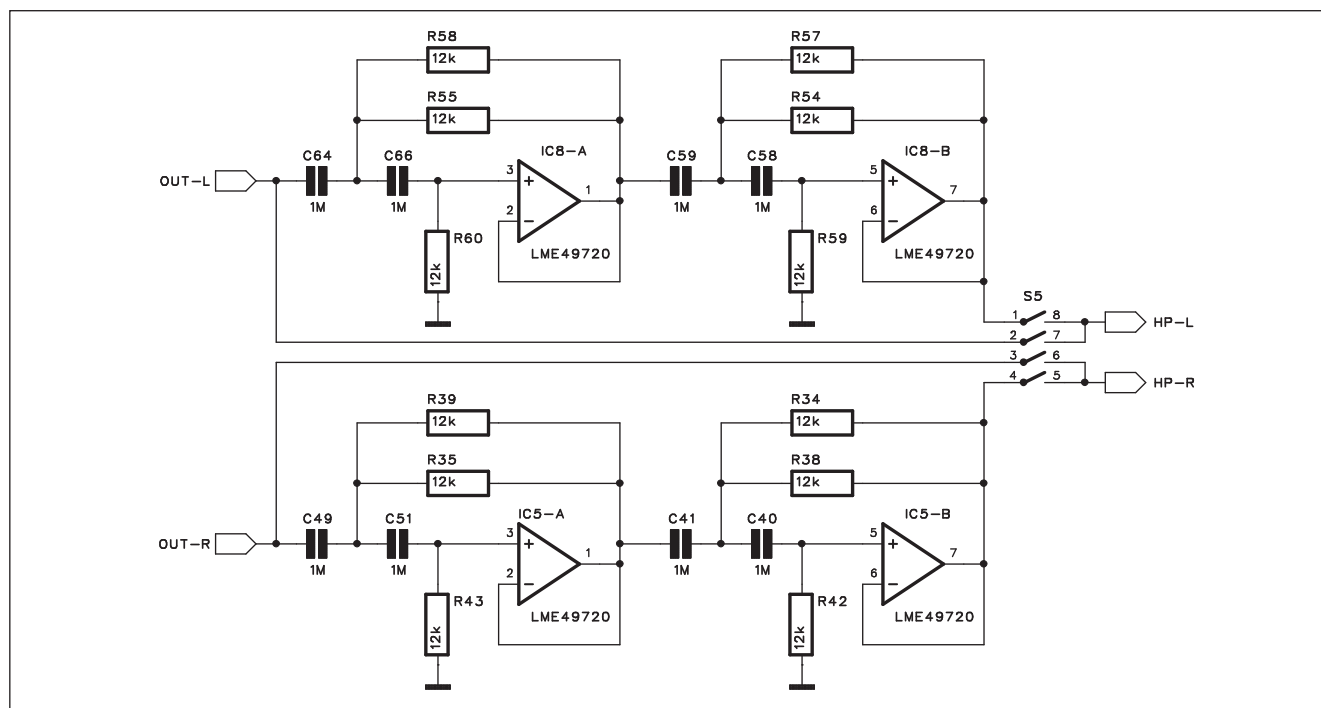 R58
12k
R57
12k
R55
12k
R54
12k
C64
1M
C66
1M
IC8-A
3
+
2
−
1
LME49720
C59
1M
C58
1M
IC8-B
5
+
6
−
7
LME49720
OUT-L
R60
12k
R59
12k
S5
1
8
2
7
3
6
4
5
HP-L
HP-R
R39
12k
R34
12k
R35
12k
R38
12k
C49
1M
C51
1M
IC5-A
3
+
2
−
1
LME49720
C41
1M
C40
1M
IC5-B
5
+
6
−
7
LME49720
OUT-R
R43
12k
R42
12k